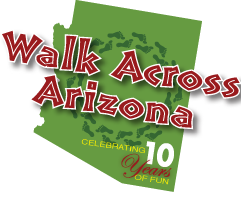 Walk Across
Arizona
CELEBRATING 10
Years
OF FUN